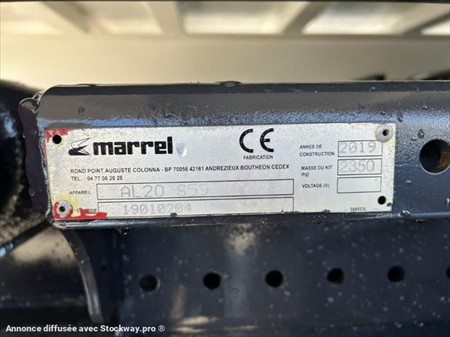 marrel
CE
FABRICATION
ANNEE DE CONSTRUCTION 2019
ROND POINT AUGUSTE COLONNA - BP 70056 42161 ANDREZIEUX BOUTHEON CEDEX
TEL : 04 77 36 28 28
MASSE DU KIT (kg) 2350
APPAREIL AL20 S59
VOLTAGE (V)
19010204
Annonce diffusée avec Stockway.pro ®